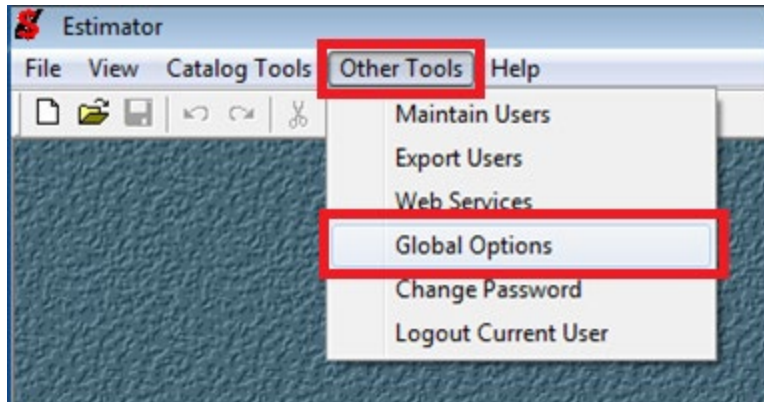 Estimator
File View Catalog Tools Other Tools Help
Maintain Users
Export Users
Web Services
Global Options
Change Password
Logout Current User